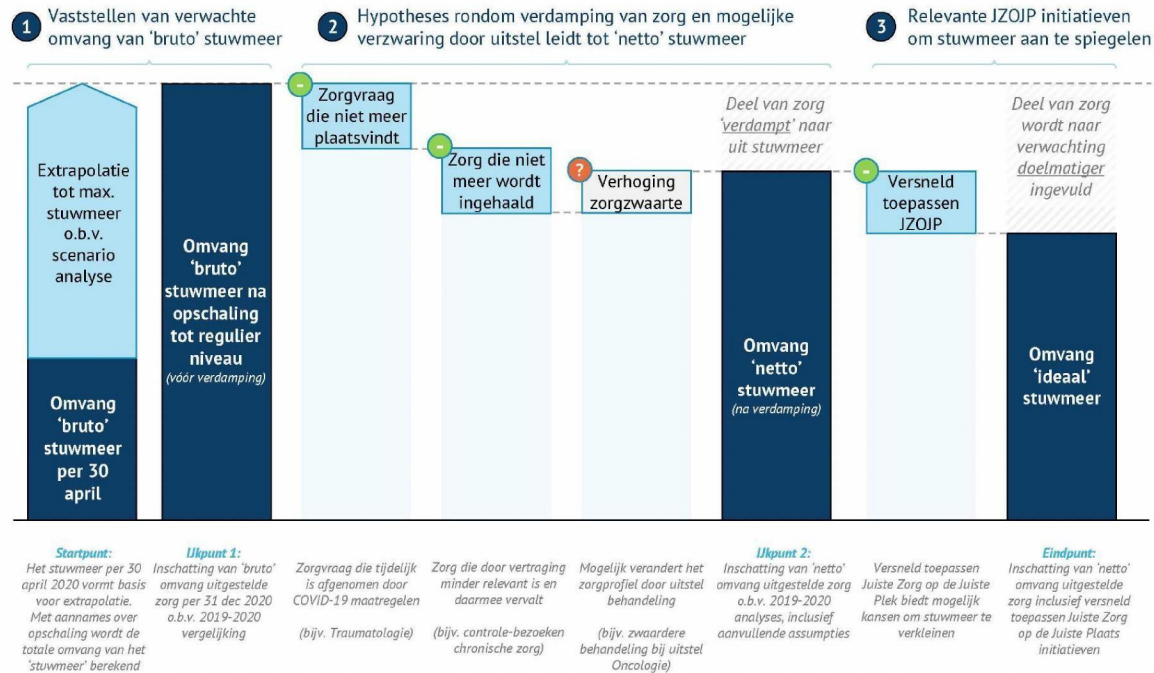 1
Vaststellen van verwachte
omvang van ‘bruto’ stuwmeer
2
Hypotheses rondom verdamping van zorg en mogelijke
verzwaring door uitstel leidt tot ‘netto’ stuwmeer
3
Relevante JZOJP initiatieven
om stuwmeer aan te spiegelen
Extrapolatie
tot max.
stuwmeer
o.b.v.
scenario
analyse
Omvang
‘bruto’
stuwmeer
per 30
april
Omvang
‘bruto’
stuwmeer na
opschaling
tot regulier
niveau
(vóór verdamping)
-
Zorgvraag
die niet meer
plaatsvindt
-
Zorg die niet
meer wordt
ingehaald
?
Verhoging
zorgzwaarte
Deel van zorg
‘verdampt’ naar
uit stuwmeer
Omvang
‘netto’
stuwmeer
(na verdamping)
-
Versneld
toepassen
JZOJP
Deel van zorg
wordt naar
verwachting
doelmatiger
ingevuld
Omvang
‘ideaal’
stuwmeer
Startpunt:
Het stuwmeer per 30
april 2020 vormt basis
voor extrapolatie.
Met aannames over
opschaling wordt de
totale omvang van het
‘stuwmeer’ berekend
IJkpunt 1:
Inschatting van ‘bruto’
omvang uitgestelde
zorg per 31 dec 2020
o.b.v. 2019-2020
vergelijking
Zorgvraag die tijdelijk
is afgenomen door
COVID-19 maatregelen
(bijv. Traumatologie)
Zorg die door vertraging
minder relevant is en
daarmee vervalt
(bijv. controle-bezoeken
chronische zorg)
Mogelijk verandert het
zorgprofiel door uitstel
behandeling
(bijv. zwaardere
behandeling bij uitstel
Oncologie)
IJkpunt 2:
Inschatting van ‘netto’
omvang uitgestelde zorg
o.b.v. 2019-2020
analyses, inclusief
aanvullende assumpties
Versneld toepassen
Juiste Zorg op de Juiste
Plek biedt mogelijk
kansen om stuwmeer te
verkleinen
Eindpunt:
Inschatting van ‘netto’
omvang uitgestelde
zorg inclusief versneld
toepassen Juiste Zorg
op de Juiste Plaats
initiatieven